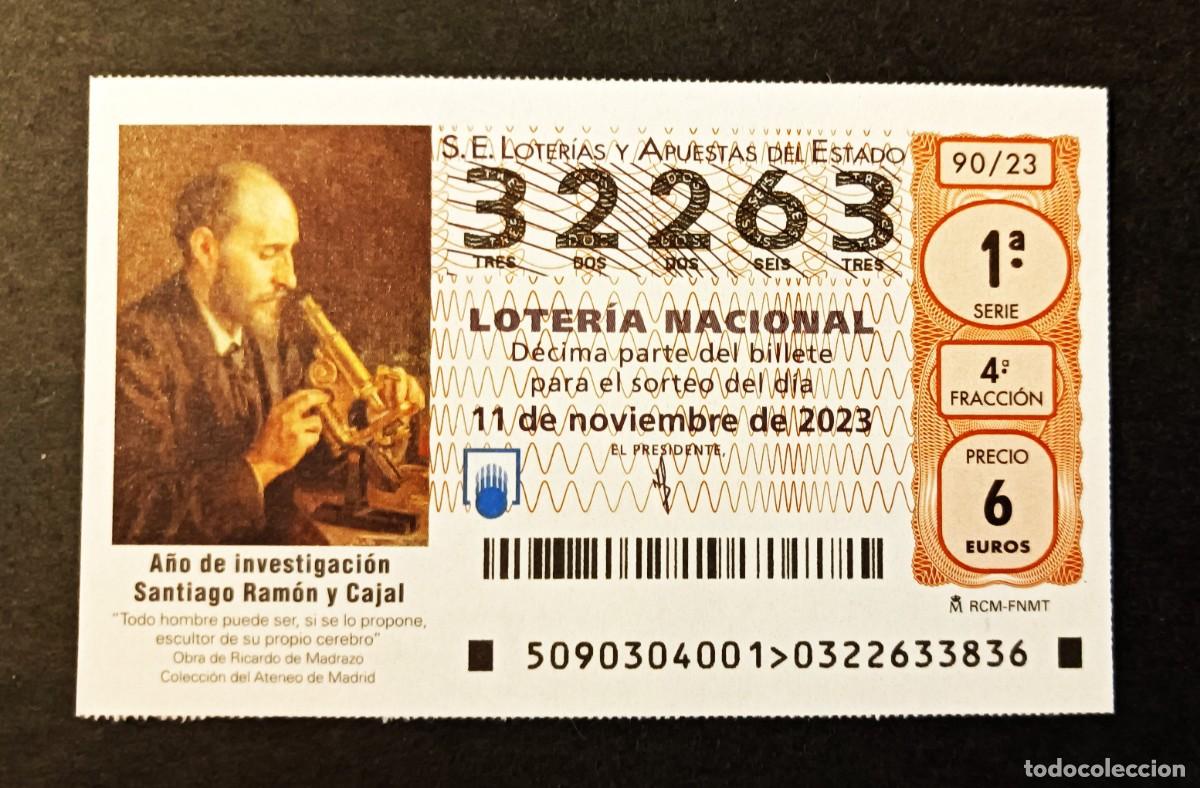 S.E. LOTERÍAS Y APUESTAS DEL ESTADO
32263
TRES DOS DOS SEIS TRES
LOTERÍA NACIONAL
Décima parte del billete
para el sorteo del día
11 de noviembre de 2023
EL PRESIDENTE,
90/23
1ª
SERIE
4ª
FRACCIÓN
PRECIO
6
EUROS
RCM-FNMT
5090304001>0322633836
Año de investigación
Santiago Ramón y Cajal
"Todo hombre puede ser, si se lo propone,
escultor de su propio cerebro"
Obra de Ricardo de Madrazo
Colección del Ateneo de Madrid
todocoleccion